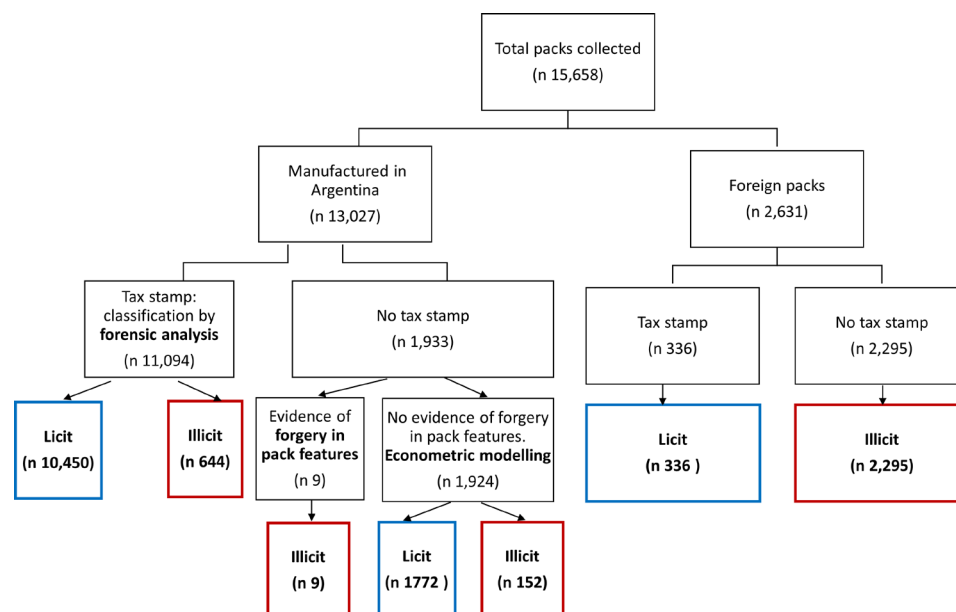 Total packs collected
(n 15,658)
Manufactured in
Argentina
(n 13,027)
Foreign packs
(n 2,631)
Tax stamp:
classification by
forensic analysis
(n 11,094)
No tax stamp
(n 1,933)
Tax stamp
(n 336)
No tax stamp
(n 2,295)
Licit
(n 10,450)
Illicit
(n 644)
Evidence of
forgery in
pack features
(n 9)
No evidence of forgery
in pack features.
Econometric modelling
(n 1,924)
Licit
(n 336 )
Illicit
(n 2,295)
Illicit
(n 9)
Licit
(n 1772 )
Illicit
(n 152)